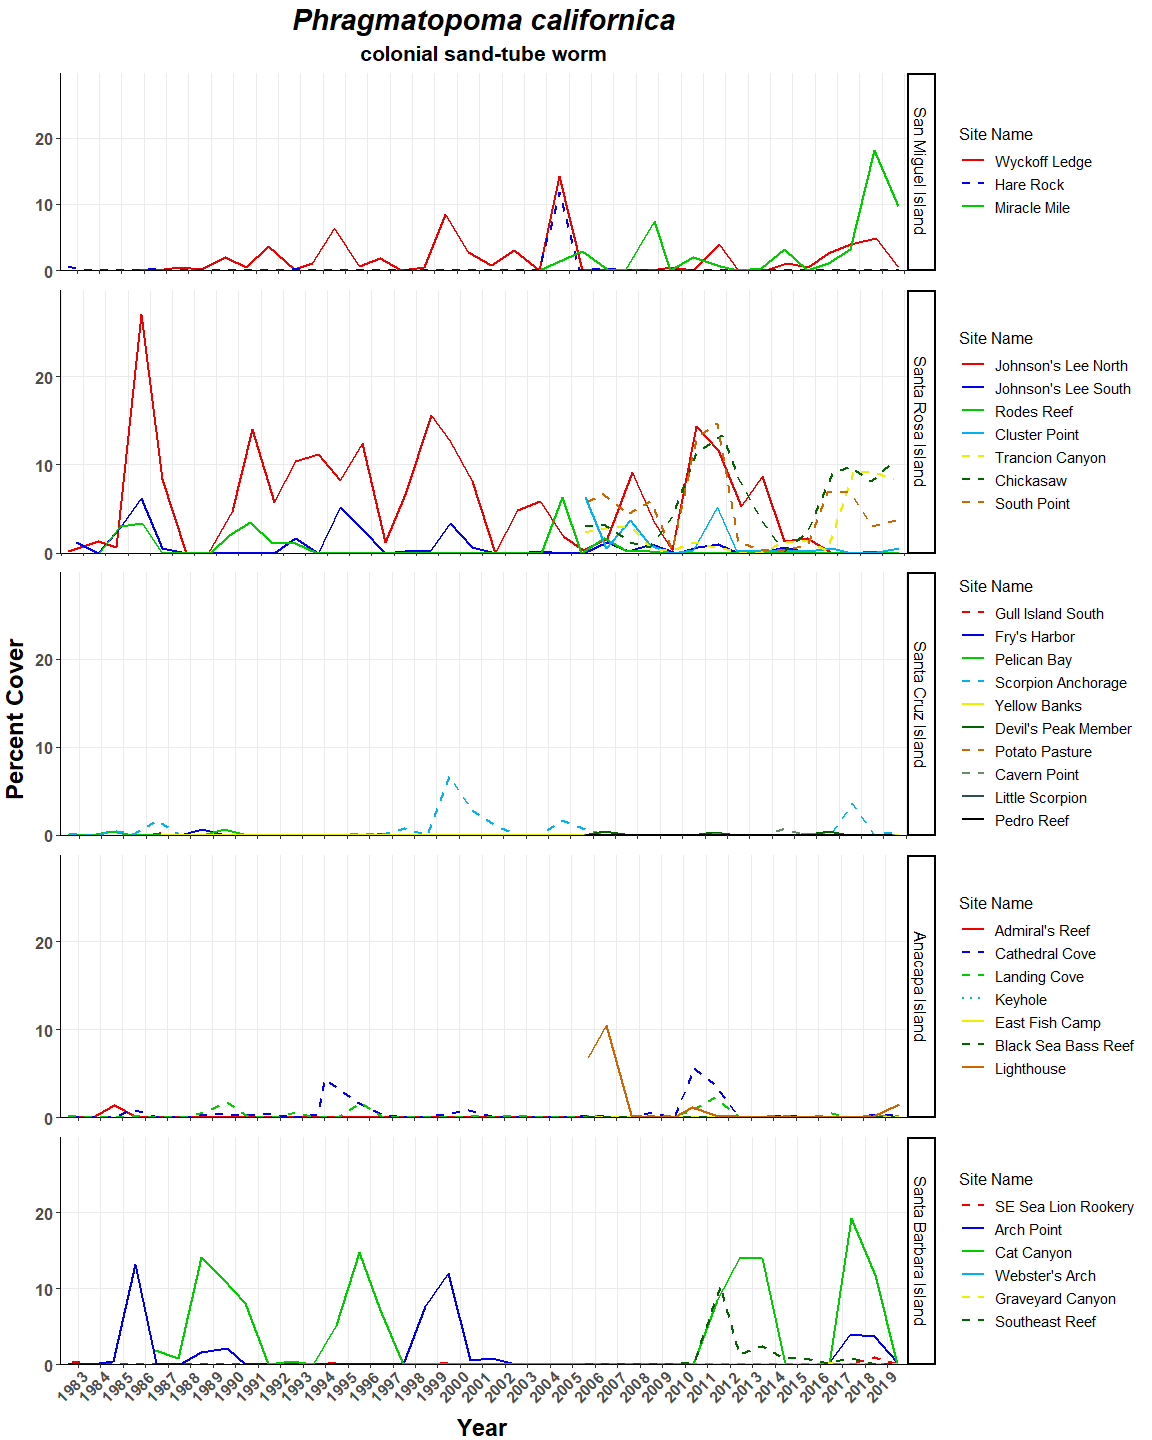 Phragmatopoma californica
colonial sand-tube worm
Percent Cover
20
10
0
San Miguel Island
Site Name
Wyckoff Ledge
Hare Rock
Miracle Mile
20
10
0
Santa Rosa Island
Site Name
Johnson's Lee North
Johnson's Lee South
Rodes Reef
Cluster Point
Trancion Canyon
Chickasaw
South Point
20
10
0
Santa Cruz Island
Site Name
Gull Island South
Fry's Harbor
Pelican Bay
Scorpion Anchorage
Yellow Banks
Devil's Peak Member
Potato Pasture
Cavern Point
Little Scorpion
Pedro Reef
20
10
0
Anacapa Island
Site Name
Admiral's Reef
Cathedral Cove
Landing Cove
Keyhole
East Fish Camp
Black Sea Bass Reef
Lighthouse
20
10
0
Santa Barbara Island
Site Name
SE Sea Lion Rookery
Arch Point
Cat Canyon
Webster's Arch
Graveyard Canyon
Southeast Reef
1983 1984 1985 1986 1987 1988 1989 1990 1991 1992 1993 1994 1995 1996 1997 1998 1999 2000 2001 2002 2003 2004 2005 2006 2007 2008 2009 2010 2011 2012 2013 2014 2015 2016 2017 2018 2019
Year